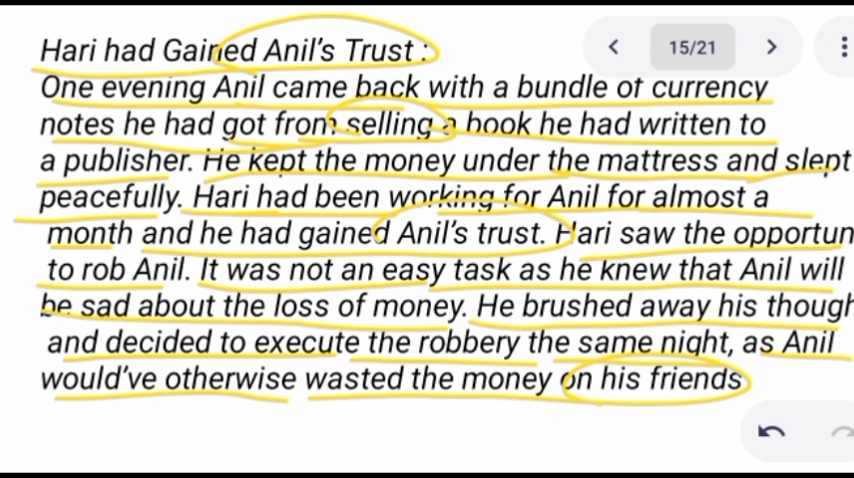 Hari had Gained Anil's Trust :
15/21
One evening Anil came back with a bundle of currency
notes he had got from selling a book he had written to
a publisher. He kept the money under the mattress and slept
peacefully. Hari had been working for Anil for almost a
month and he had gained Anil's trust. Hari saw the opportun
to rob Anil. It was not an easy task as he knew that Anil will
be sad about the loss of money. He brushed away his though
and decided to execute the robbery the same night, as Anil
would've otherwise wasted the money on his friends